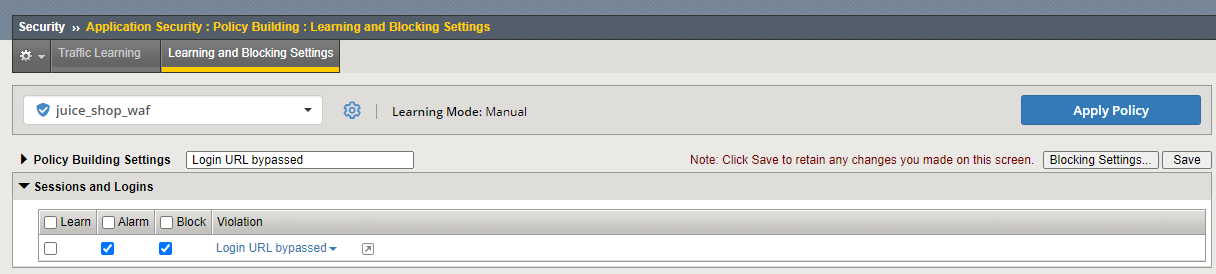 Security ›› Application Security : Policy Building : Learning and Blocking Settings
Traffic Learning Learning and Blocking Settings
juice_shop_waf Learning Mode: Manual Apply Policy
Policy Building Settings Login URL bypassed Note: Click Save to retain any changes you made on this screen. Blocking Settings... Save
Sessions and Logins
Learn Alarm Block Violation
Login URL bypassed